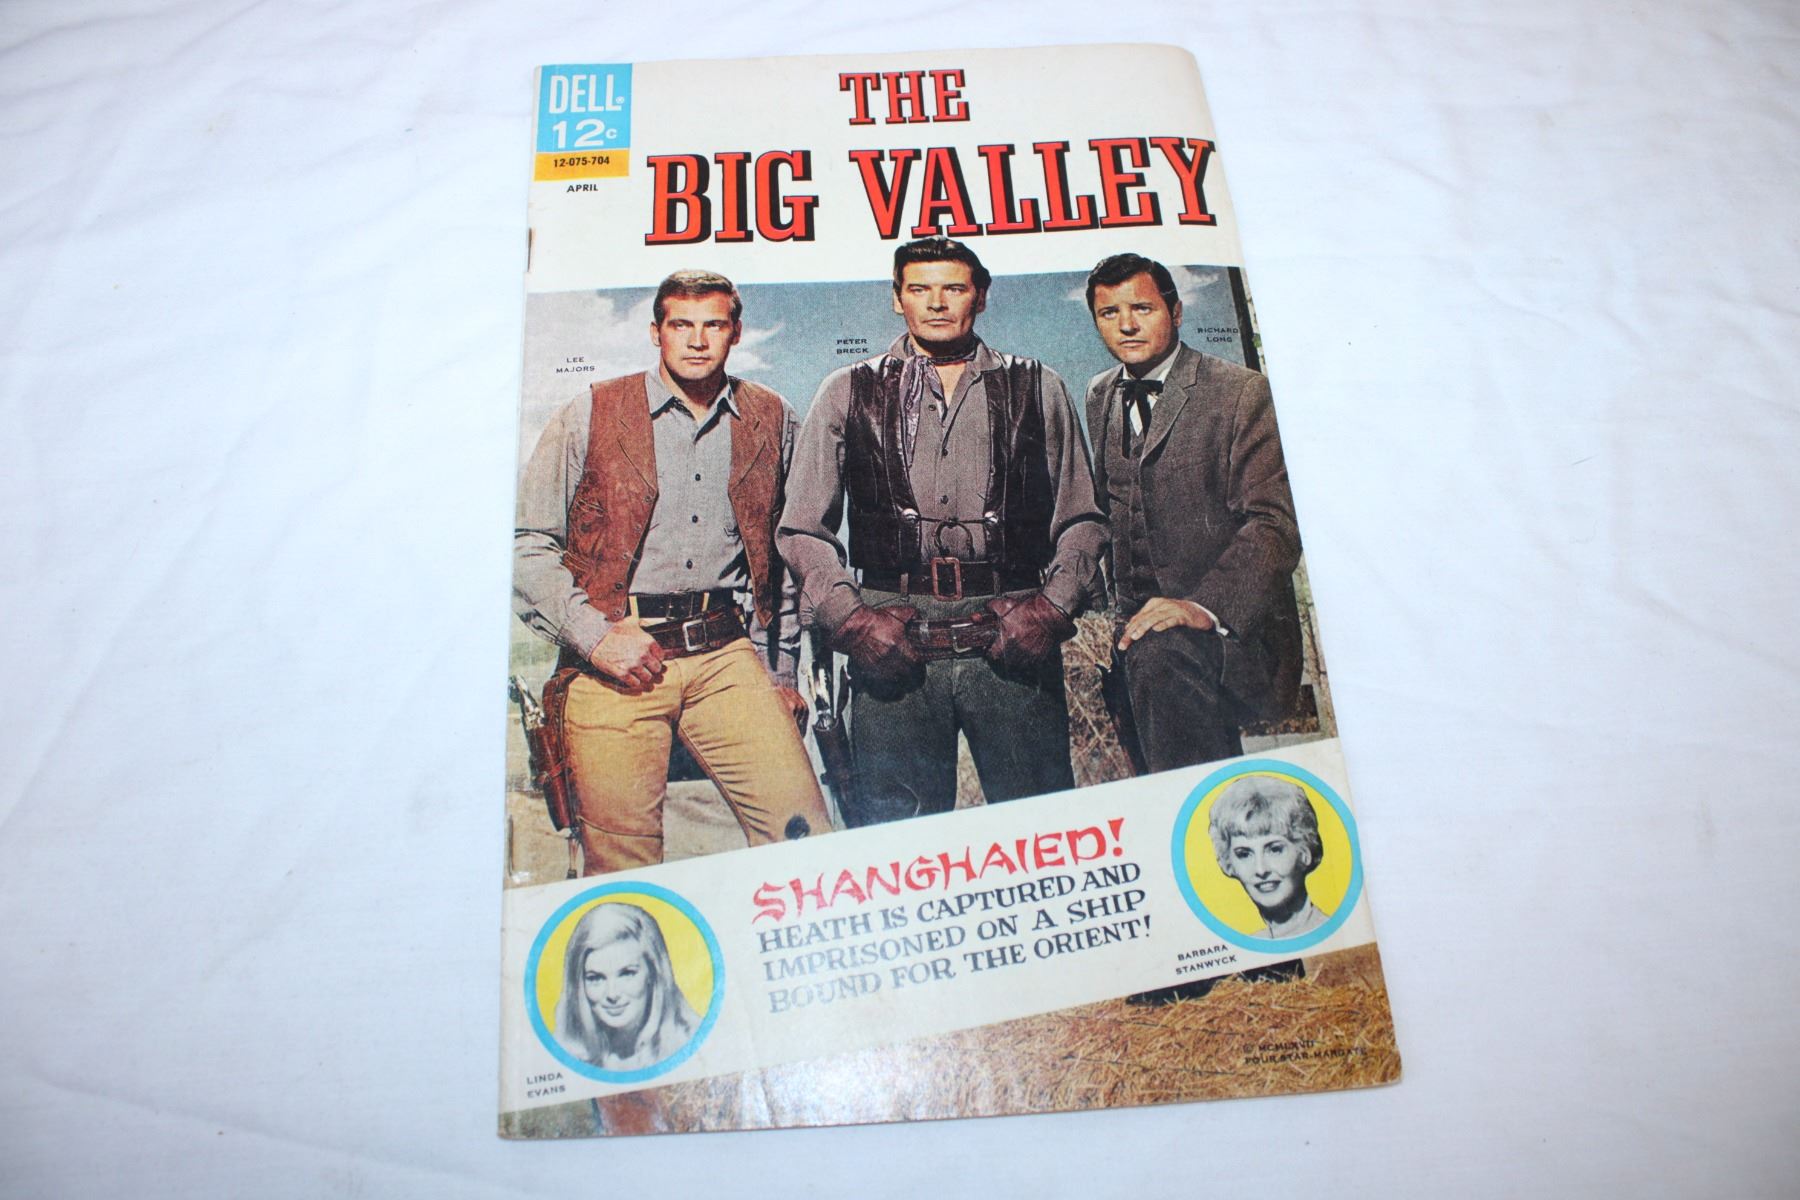 DELL®
12c
12-075-704
APRIL
THE
BIG VALLEY
LEE
MAJORS
PETER
BRECK
RICHARD
LONG
SHANGHAIED!
HEATH IS CAPTURED AND
IMPRISONED ON A SHIP
BOUND FOR THE ORIENT!
BARBARA
STANWYCK
LINDA
EVANS
© MCMLXVII
FOUR STAR-MARGATE